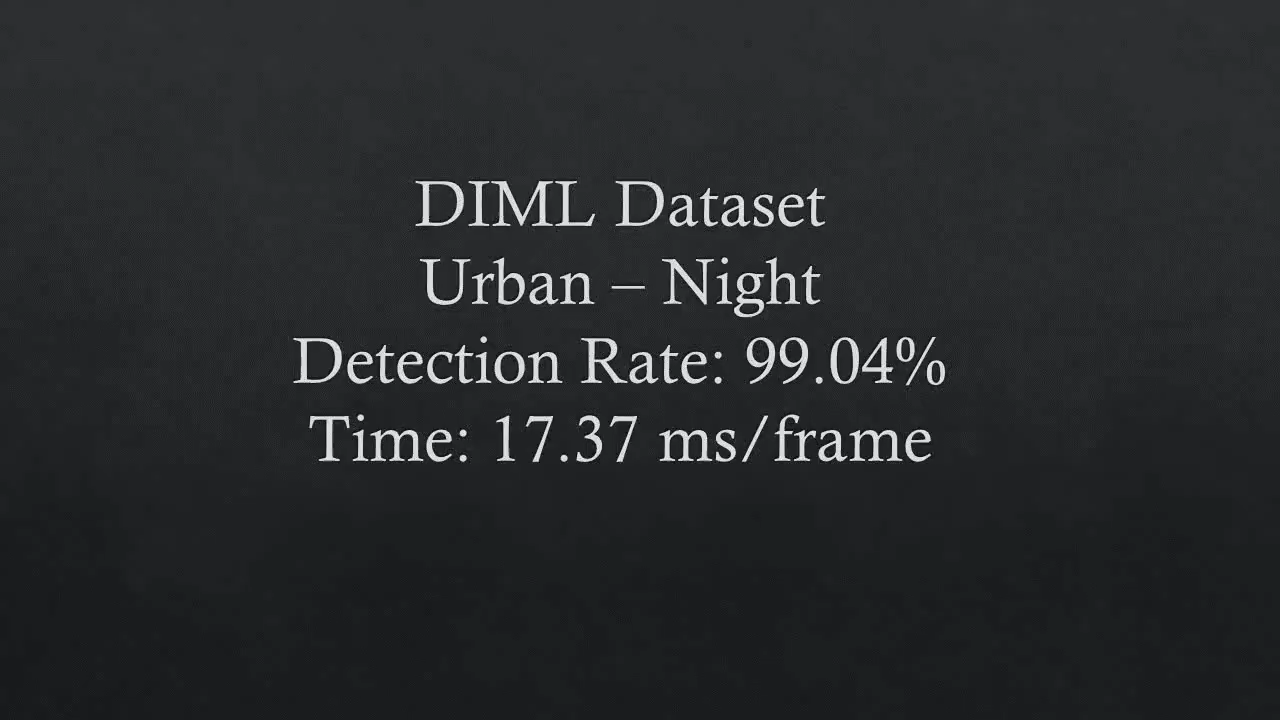 DIML Dataset
Urban – Night
Detection Rate: 99.04%
Time: 17.37 ms/frame